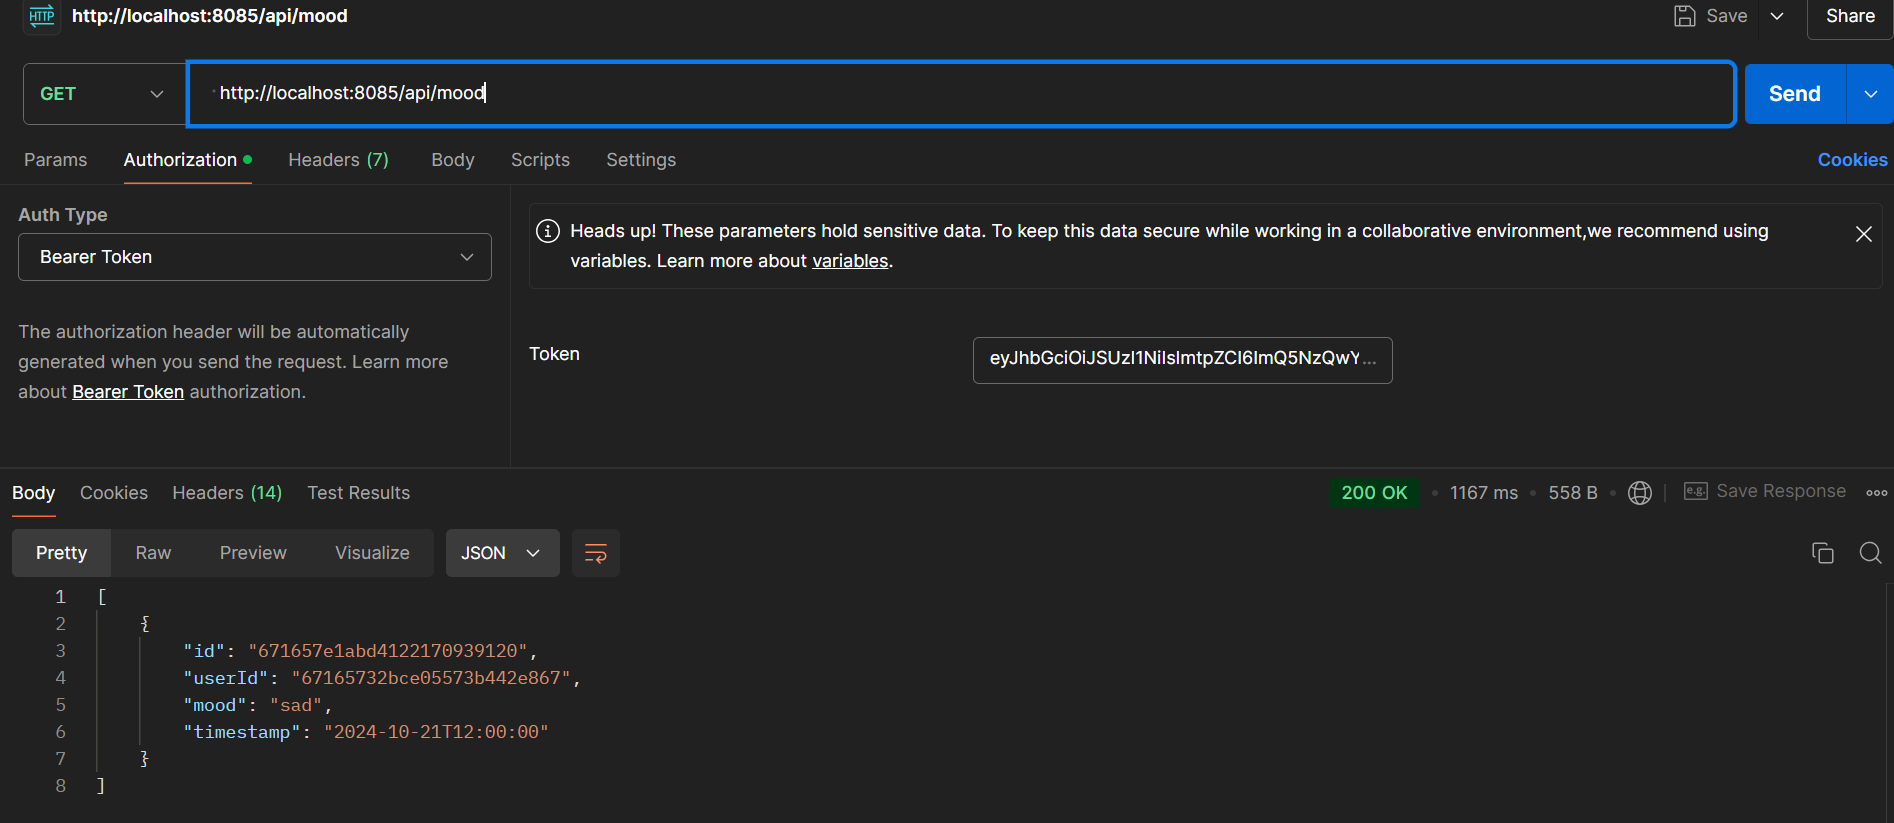 HTTP http://localhost:8085/api/mood Save Share
GET http://localhost:8085/api/mood Send
Params Authorization Headers (7) Body Scripts Settings Cookies
Auth Type
Bearer Token
The authorization header will be automatically
generated when you send the request. Learn more
about Bearer Token authorization.
Heads up! These parameters hold sensitive data. To keep this data secure while working in a collaborative environment,we recommend using
variables. Learn more about variables.
Token eyJhbGciOiJSUzI1NiIsImtpZCI6ImQ5NzQwY...
Body Cookies Headers (14) Test Results 200 OK • 1167 ms • 558 B • e.g. Save Response
Pretty Raw Preview Visualize JSON
1 [
2 {
3 "id": "671657e1abd4122170939120",
4 "userId": "67165732bce05573b442e867",
5 "mood": "sad",
6 "timestamp": "2024-10-21T12:00:00"
7 }
8 ]